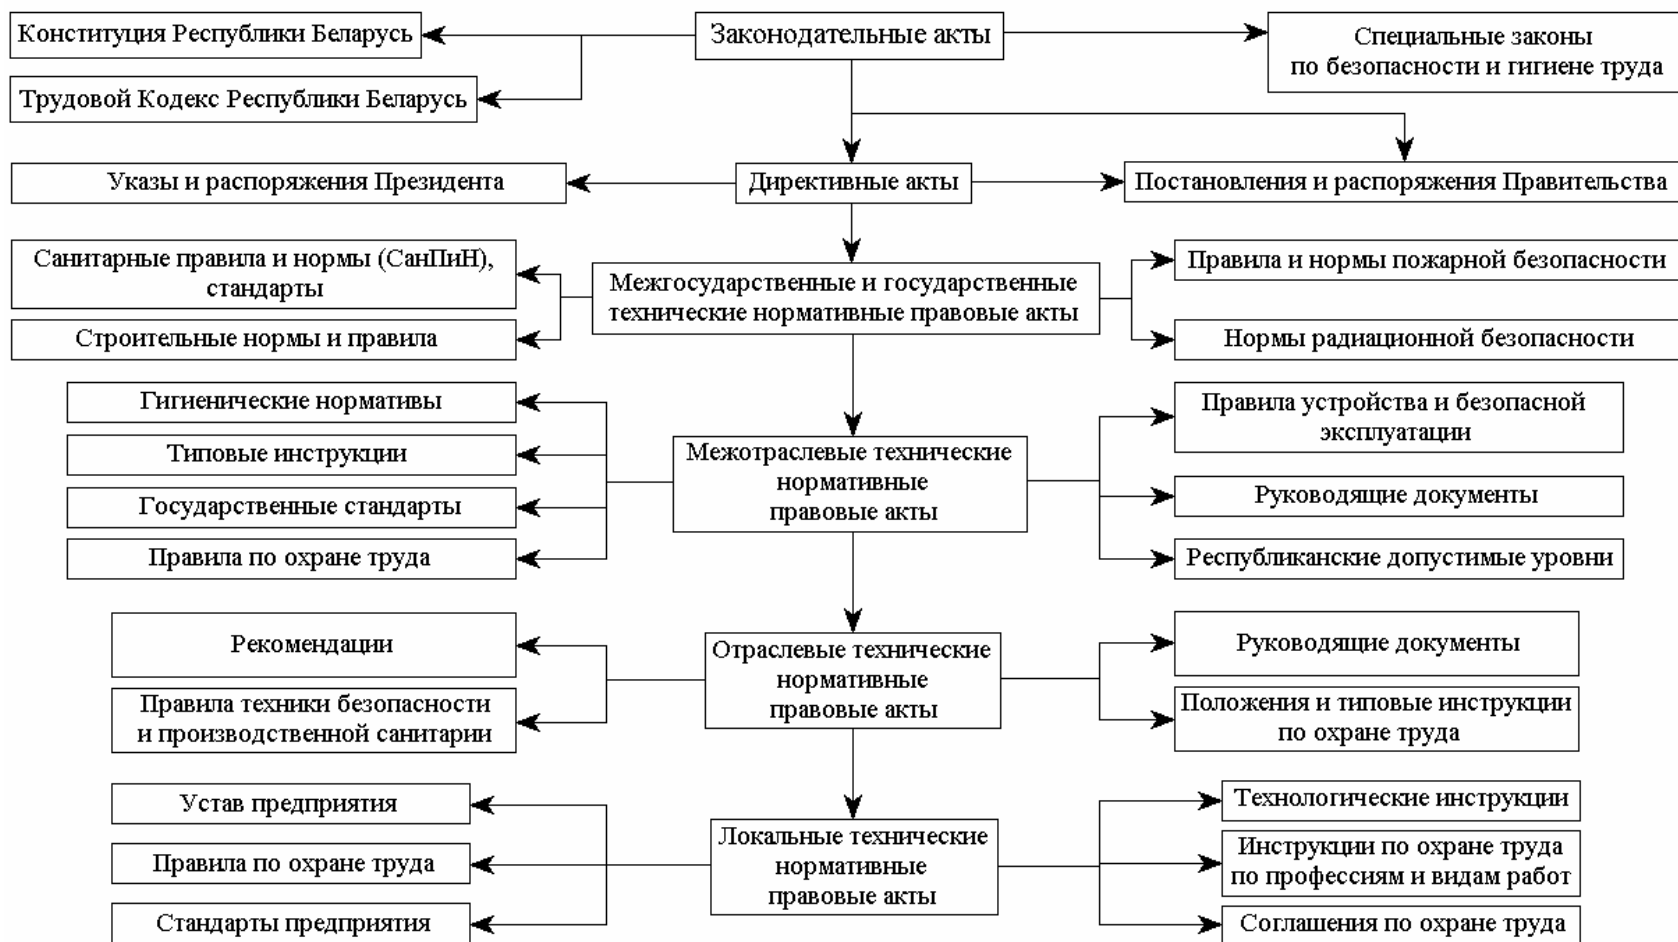 Конституция Республики Беларусь
Законодательные акты
Специальные законы
по безопасности и гигиене труда
Трудовой Кодекс Республики Беларусь
Указы и распоряжения Президента
Директивные акты
Постановления и распоряжения Правительства
Санитарные правила и нормы (СанПиН),
стандарты
Строительные нормы и правила
Межгосударственные и государственные
технические нормативные правовые акты
Правила и нормы пожарной безопасности
Нормы радиационной безопасности
Гигиенические нормативы
Типовые инструкции
Государственные стандарты
Правила по охране труда
Межотраслевые технические
нормативные
правовые акты
Правила устройства и безопасной
эксплуатации
Руководящие документы
Республиканские допустимые уровни
Рекомендации
Правила техники безопасности
и производственной санитарии
Отраслевые технические
нормативные
правовые акты
Руководящие документы
Положения и типовые инструкции
по охране труда
Устав предприятия
Правила по охране труда
Стандарты предприятия
Локальные технические
нормативные
правовые акты
Технологические инструкции
Инструкции по охране труда
по профессиям и видам работ
Соглашения по охране труда